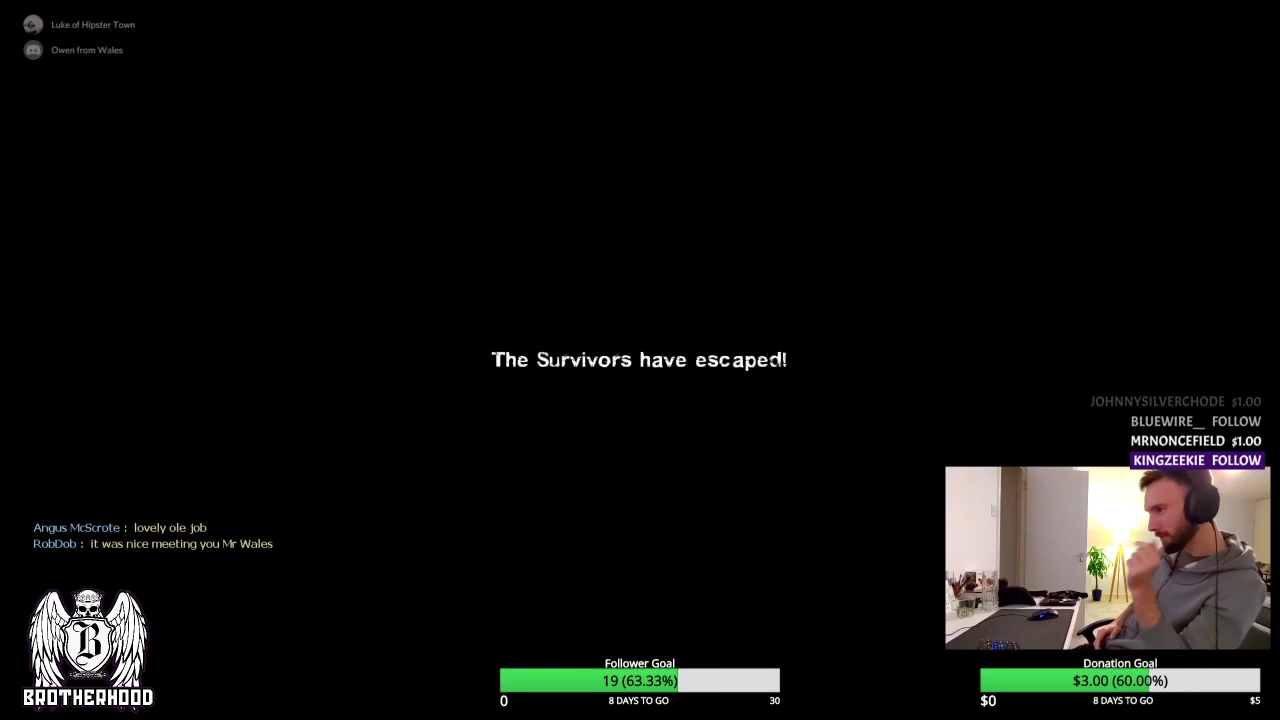 Luke of Hipster Town
Owen from Wales
The Survivors have escaped!
JOHNNYSILVERCHODE $1.00
BLUEWIRE__ FOLLOW
MRNONCEFIELD $1.00
KINGZEEKIE FOLLOW
Angus McScrote : lovely ole job
RobDob : it was nice meeting you Mr Wales
B
BROTHERHOOD
Follower Goal
19 (63.33%)
0 8 DAYS TO GO 30
Donation Goal
$3.00 (60.00%)
$0 8 DAYS TO GO $5